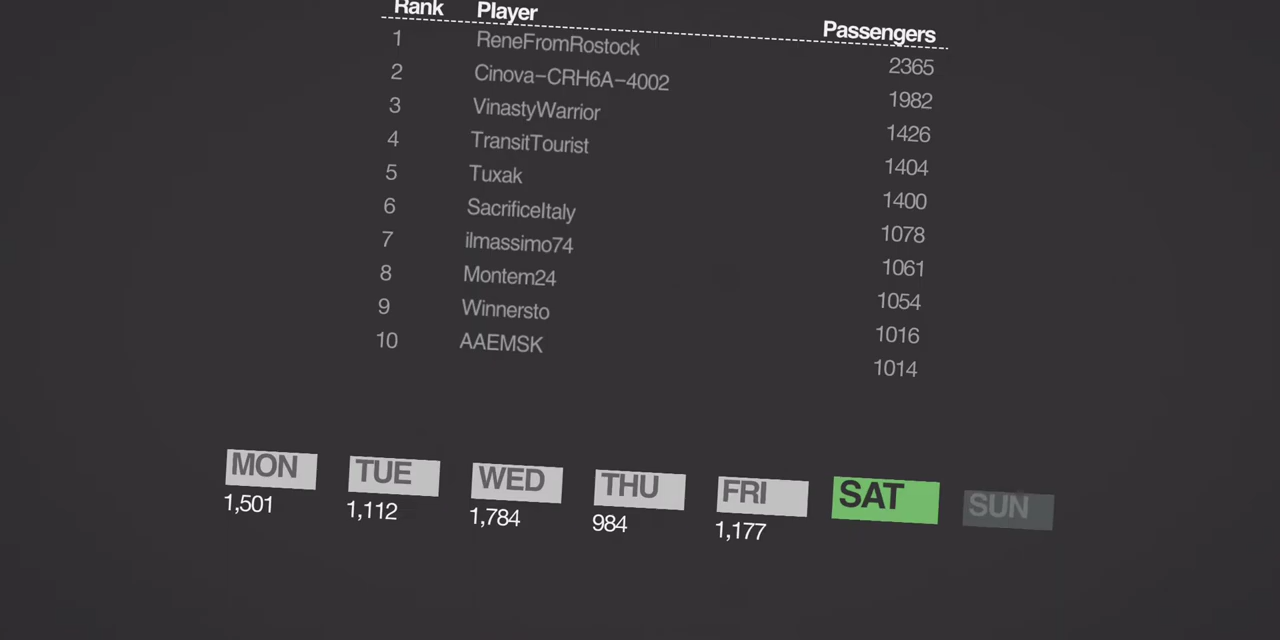 Rank Player Passengers
1 ReneFromRostock 2365
2 Cinova-CRH6A-4002 1982
3 VinastyWarrior 1426
4 TransitTourist 1404
5 Tuxak 1400
6 SacrificeItaly 1078
7 ilmassimo74 1061
8 Montem24 1054
9 Winnersto 1016
10 AAEMSK 1014
MON TUE WED THU FRI SAT SUN
1,501 1,112 1,784 984 1,177